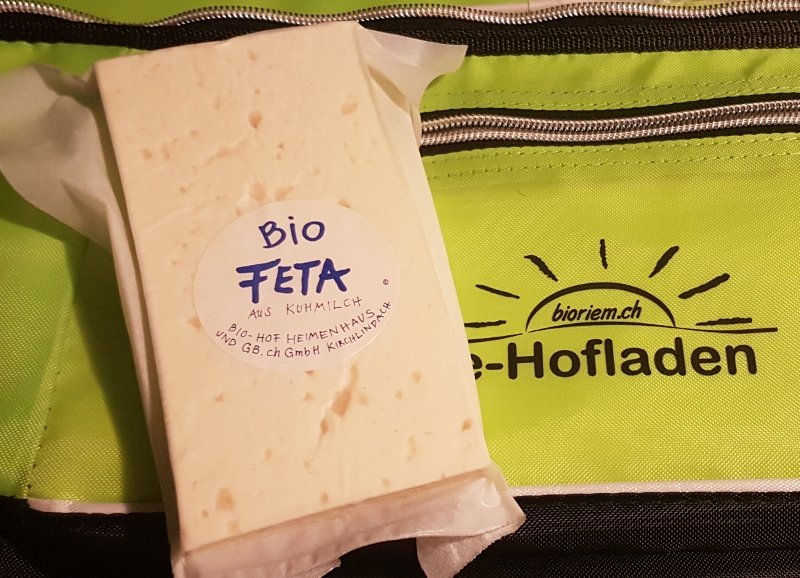 Bio
FETA
AUS KUHMILCH
BIO-HOF HEIMENHAUS
UND GB.ch GmbH KIRCHLINDACH
©
bioriem.ch
e-Hofladen